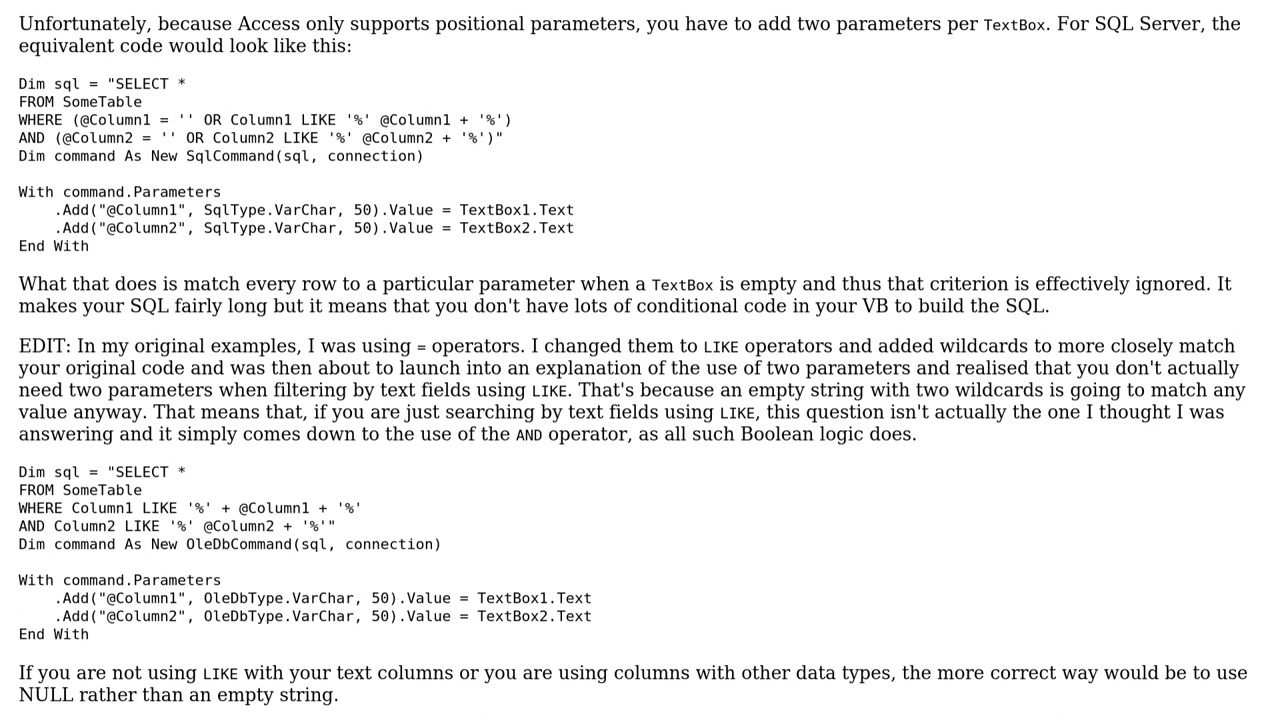 Unfortunately, because Access only supports positional parameters, you have to add two parameters per TextBox. For SQL Server, the
equivalent code would look like this:
Dim sql = "SELECT *
FROM SomeTable
WHERE (@Column1 = '' OR Column1 LIKE '%' @Column1 + '%')
AND (@Column2 = '' OR Column2 LIKE '%' @Column2 + '%')"
Dim command As New SqlCommand(sql, connection)
With command.Parameters
    .Add("@Column1", SqlType.VarChar, 50).Value = TextBox1.Text
    .Add("@Column2", SqlType.VarChar, 50).Value = TextBox2.Text
End With
What that does is match every row to a particular parameter when a TextBox is empty and thus that criterion is effectively ignored. It
makes your SQL fairly long but it means that you don't have lots of conditional code in your VB to build the SQL.
EDIT: In my original examples, I was using = operators. I changed them to LIKE operators and added wildcards to more closely match
your original code and was then about to launch into an explanation of the use of two parameters and realised that you don't actually
need two parameters when filtering by text fields using LIKE. That's because an empty string with two wildcards is going to match any
value anyway. That means that, if you are just searching by text fields using LIKE, this question isn't actually the one I thought I was
answering and it simply comes down to the use of the AND operator, as all such Boolean logic does.
Dim sql = "SELECT *
FROM SomeTable
WHERE Column1 LIKE '%' + @Column1 + '%'
AND Column2 LIKE '%' @Column2 + '%'"
Dim command As New OleDbCommand(sql, connection)
With command.Parameters
    .Add("@Column1", OleDbType.VarChar, 50).Value = TextBox1.Text
    .Add("@Column2", OleDbType.VarChar, 50).Value = TextBox2.Text
End With
If you are not using LIKE with your text columns or you are using columns with other data types, the more correct way would be to use
NULL rather than an empty string.